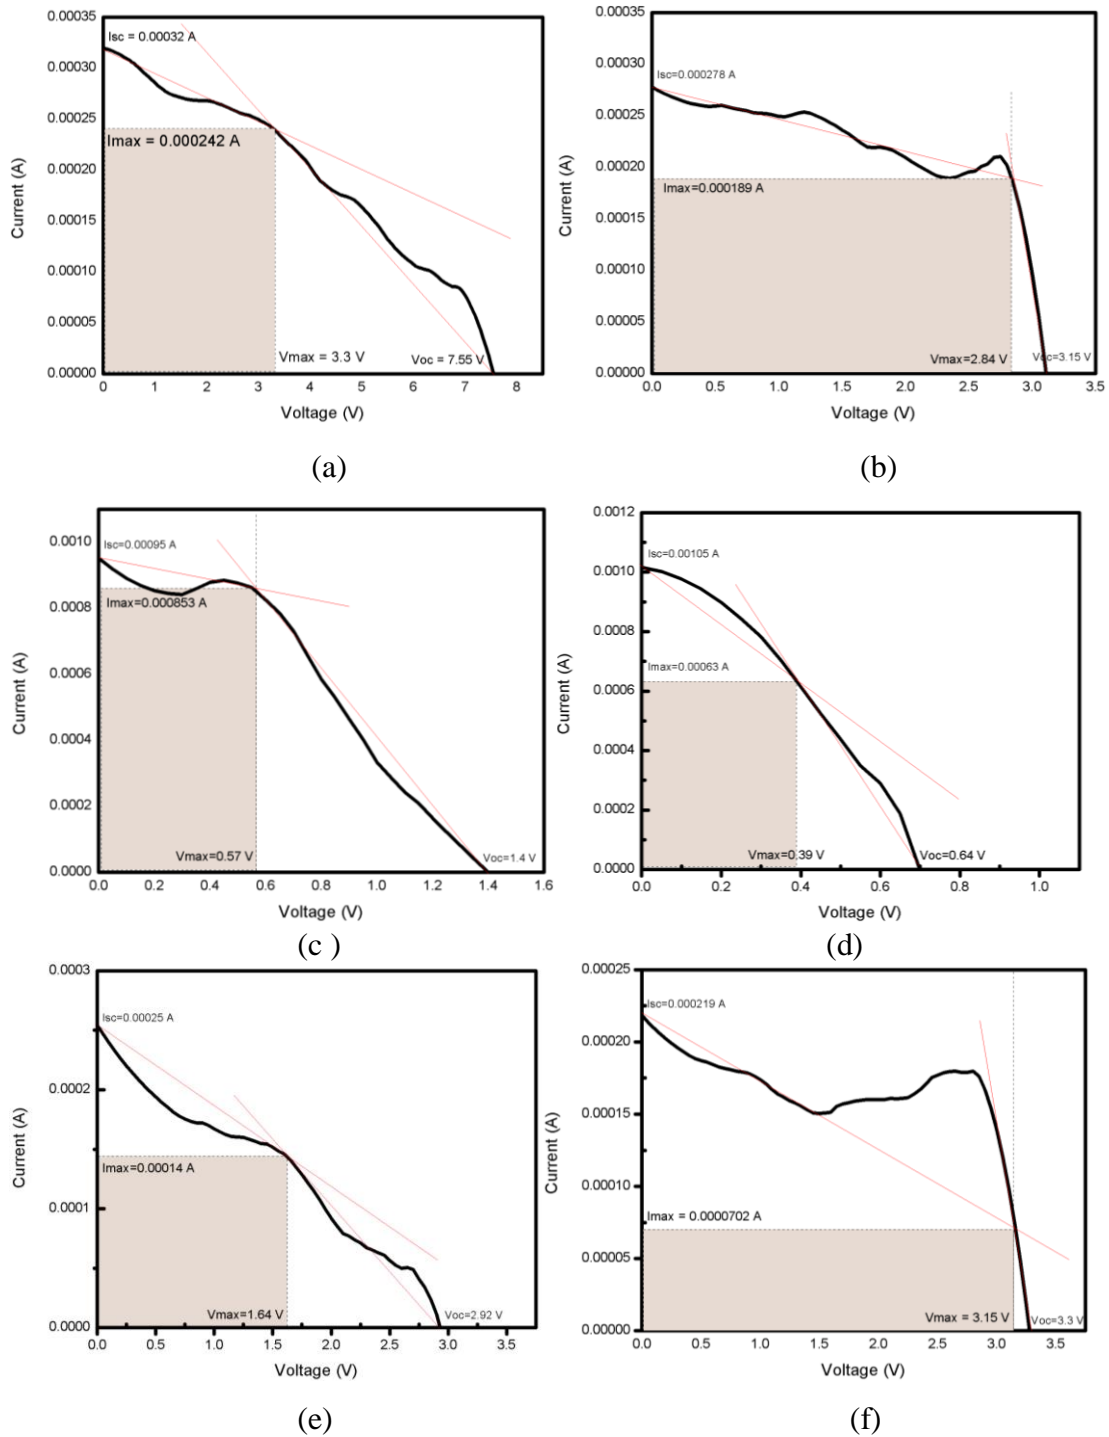 0.00035
Isc = 0.00032 A
0.00030
0.00025
Imax = 0.000242 A
0.00020
0.00015
0.00010
0.00005
0.00000
Vmax = 3.3 V
Voc = 7.55 V
0 1 2 3 4 5 6 7 8
Current (A)
Voltage (V)
(a)
0.00035
0.00030
Isc=0.000278 A
0.00025
0.00020
Imax=0.000189 A
0.00015
0.00010
0.00005
0.00000
Vmax=2.84 V
Voc=3.15 V
0.0 0.5 1.0 1.5 2.0 2.5 3.0 3.5
Current (A)
Voltage (V)
(b)
0.0010
Isc=0.00095 A
0.0008
Imax=0.000853 A
0.0006
0.0004
0.0002
0.0000
Vmax=0.57 V
Voc=1.4 V
0.0 0.2 0.4 0.6 0.8 1.0 1.2 1.4 1.6
Current (A)
Voltage (V)
(c )
0.0012
Isc=0.00105 A
0.0010
0.0008
Imax=0.00063 A
0.0006
0.0004
0.0002
0.0000
Vmax=0.39 V
Voc=0.64 V
0.0 0.2 0.4 0.6 0.8 1.0
Current (A)
Voltage (V)
(d)
0.0003
Isc=0.00025 A
0.0002
Imax=0.00014 A
0.0001
0.0000
Vmax=1.64 V
Voc=2.92 V
0.0 0.5 1.0 1.5 2.0 2.5 3.0 3.5
Current (A)
Voltage (V)
(e)
0.00025
Isc=0.000219 A
0.00020
0.00015
0.00010
Imax = 0.0000702 A
0.00005
0.00000
Vmax = 3.15 V
Voc=3.3 V
0.0 0.5 1.0 1.5 2.0 2.5 3.0 3.5
Current (A)
Voltage (V)
(f)